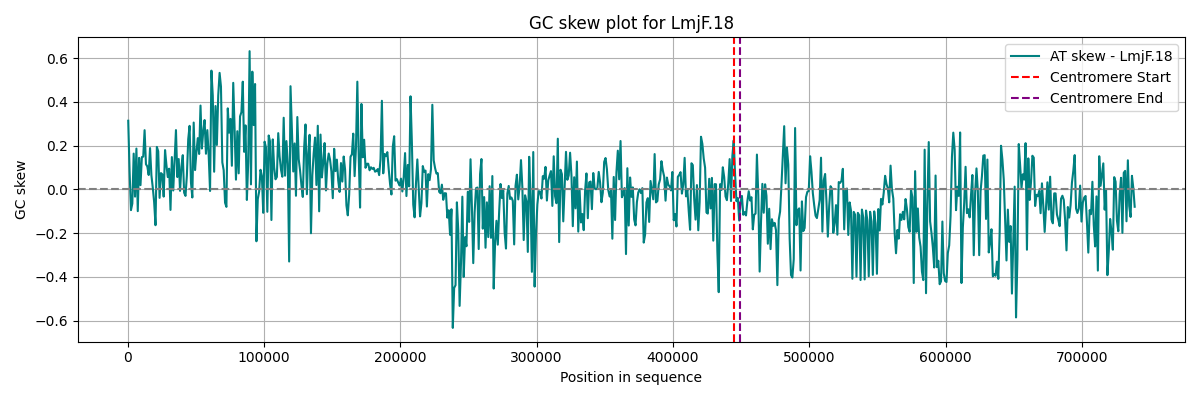 GC skew plot for LmjF.18
GC skew
0.6
0.4
0.2
0.0
−0.2
−0.4
−0.6
AT skew - LmjF.18
Centromere Start
Centromere End
0 100000 200000 300000 400000 500000 600000 700000
Position in sequence